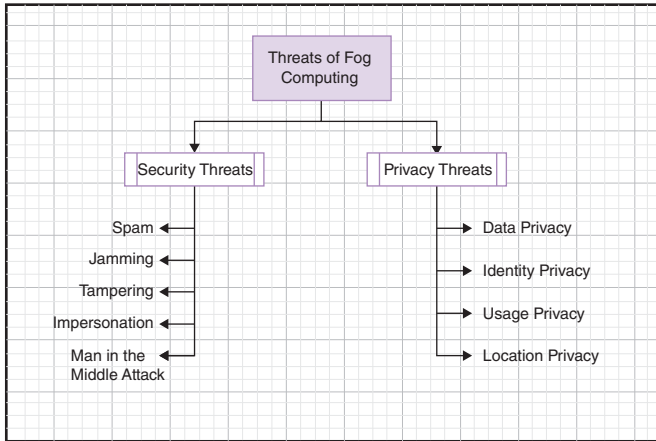 Threats of Fog
Computing
Security Threats
Privacy Threats
Spam
Jamming
Tampering
Impersonation
Man in the
Middle Attack
Data Privacy
Identity Privacy
Usage Privacy
Location Privacy